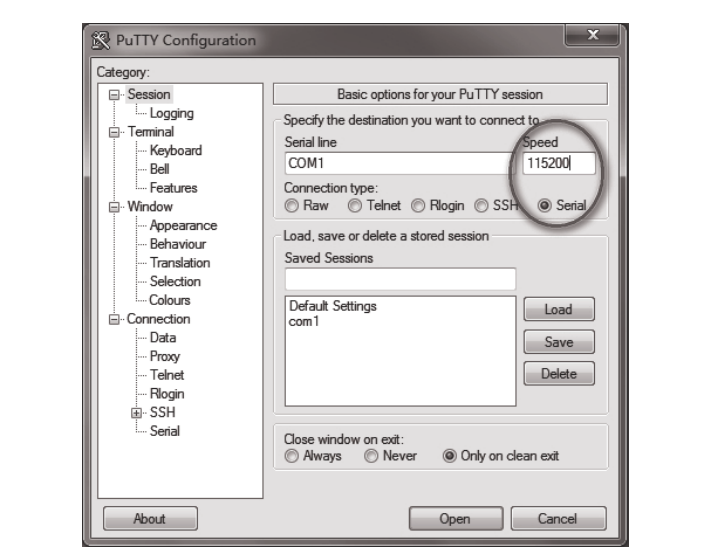 PuTTY Configuration
Category:
Session
Logging
Terminal
Keyboard
Bell
Features
Window
Appearance
Behaviour
Translation
Selection
Colours
Connection
Data
Proxy
Telnet
Rlogin
SSH
Serial
Basic options for your PuTTY session
Specify the destination you want to connect to
Serial line Speed
COM1 115200
Connection type:
Raw Telnet Rlogin SSH Serial
Load, save or delete a stored session
Saved Sessions
Default Settings
com1
Load
Save
Delete
Close window on exit:
Always Never Only on clean exit
About Open Cancel